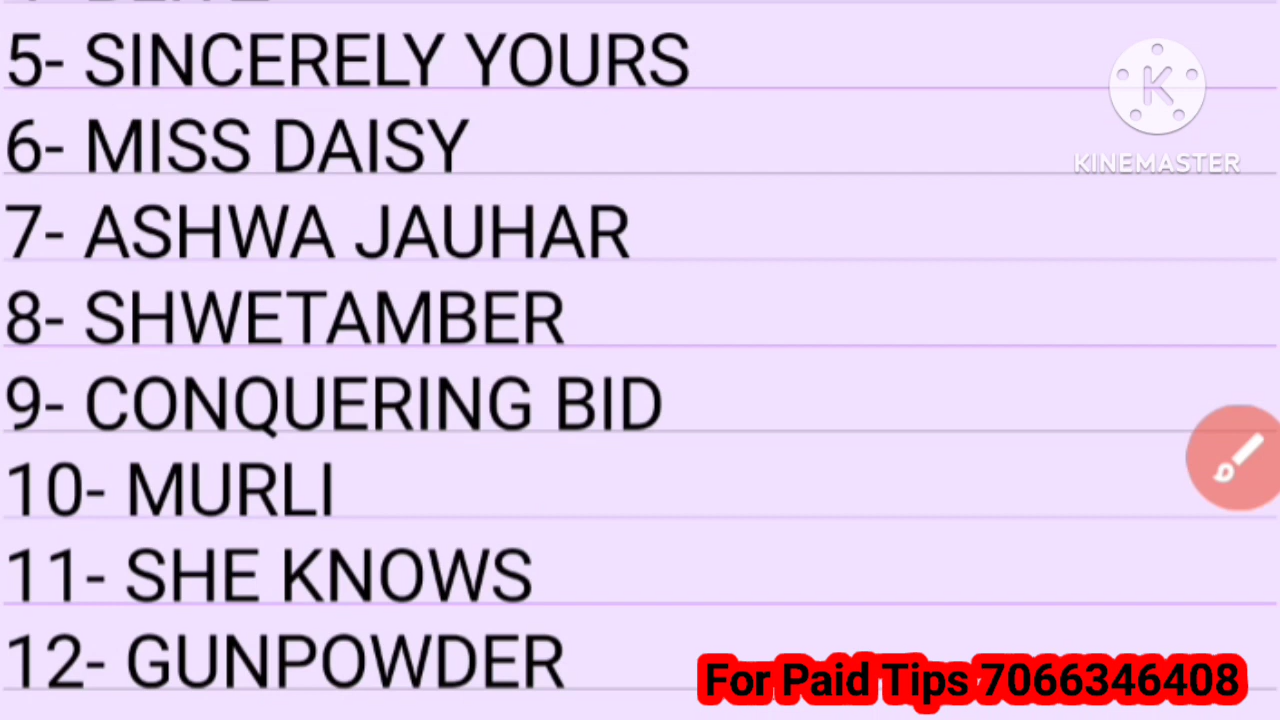 5- SINCERELY YOURS
6- MISS DAISY
7- ASHWA JAUHAR
8- SHWETAMBER
9- CONQUERING BID
10- MURLI
11- SHE KNOWS
12- GUNPOWDER
K
KINEMASTER
For Paid Tips 7066346408